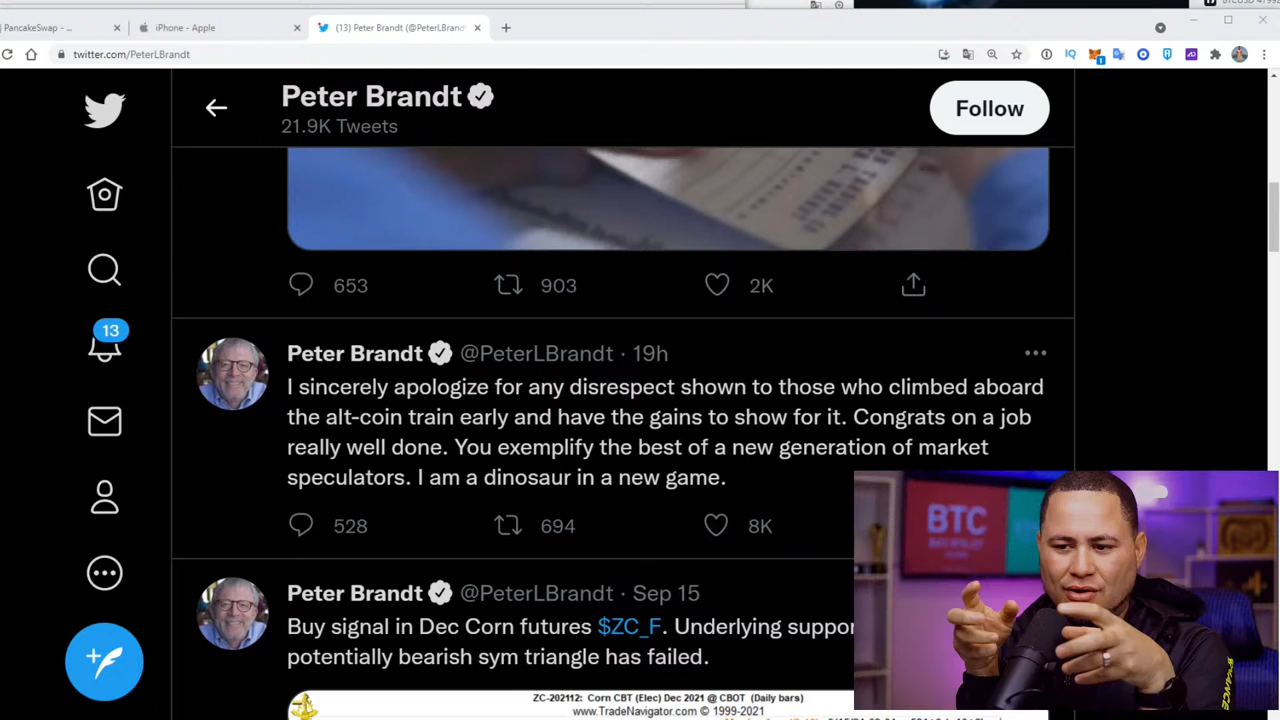 PancakeSwap - ...
iPhone - Apple
(13) Peter Brandt (@PeterLBrandt
twitter.com/PeterLBrandt
Peter Brandt
21.9K Tweets
Follow
653 903 2K
13
Peter Brandt @PeterLBrandt · 19h
I sincerely apologize for any disrespect shown to those who climbed aboard
the alt-coin train early and have the gains to show for it. Congrats on a job
really well done. You exemplify the best of a new generation of market
speculators. I am a dinosaur in a new game.
528 694 8K
BTC
Peter Brandt @PeterLBrandt · Sep 15
Buy signal in Dec Corn futures $ZC_F. Underlying suppor
potentially bearish sym triangle has failed.
ZC-202112: Corn CBT (Elec) Dec 2021 @ CBOT (Daily bars)
www.TradeNavigator.com © 1999-2021